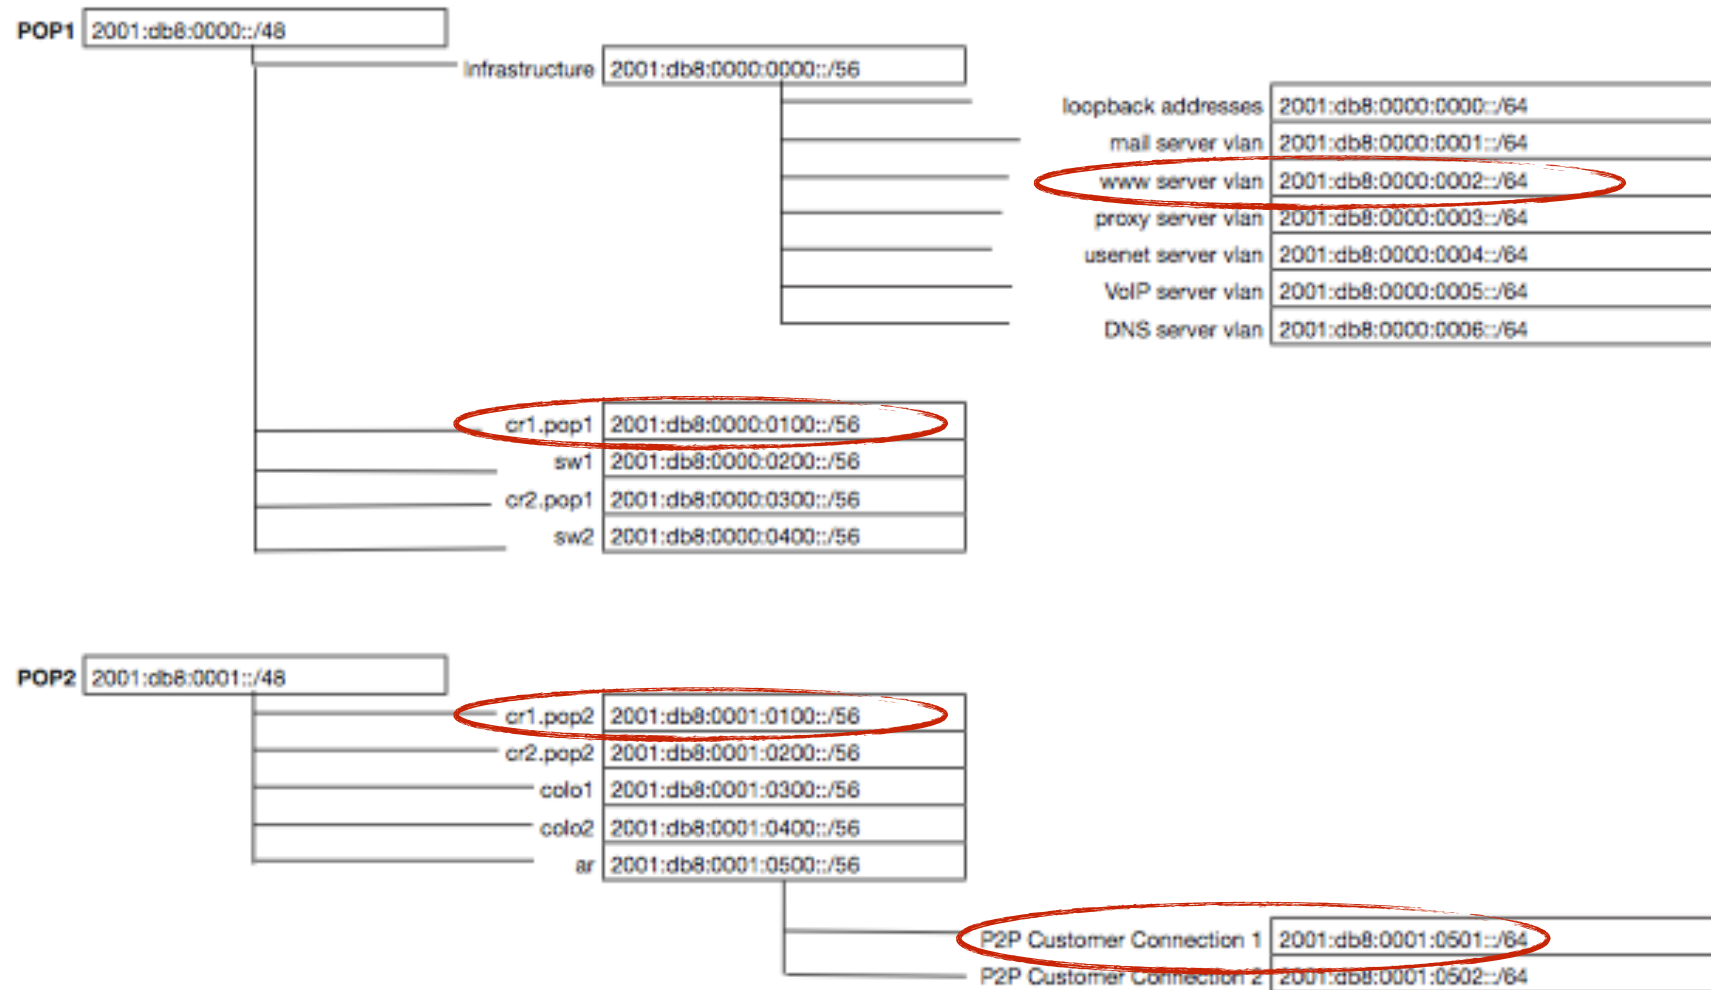 POP1 2001:db8:0000::/48
Infrastructure 2001:db8:0000:0000::/56
loopback addresses 2001:db8:0000:0000::/64
mail server vlan 2001:db8:0000:0001::/64
www server vlan 2001:db8:0000:0002::/64
proxy server vlan 2001:db8:0000:0003::/64
usenet server vlan 2001:db8:0000:0004::/64
VoIP server vlan 2001:db8:0000:0005::/64
DNS server vlan 2001:db8:0000:0006::/64
cr1.pop1 2001:db8:0000:0100::/56
sw1 2001:db8:0000:0200::/56
cr2.pop1 2001:db8:0000:0300::/56
sw2 2001:db8:0000:0400::/56
POP2 2001:db8:0001::/48
cr1.pop2 2001:db8:0001:0100::/56
cr2.pop2 2001:db8:0001:0200::/56
colo1 2001:db8:0001:0300::/56
colo2 2001:db8:0001:0400::/56
ar 2001:db8:0001:0500::/56
P2P Customer Connection 1 2001:db8:0001:0501::/64
P2P Customer Connection 2 2001:db8:0001:0502::/64